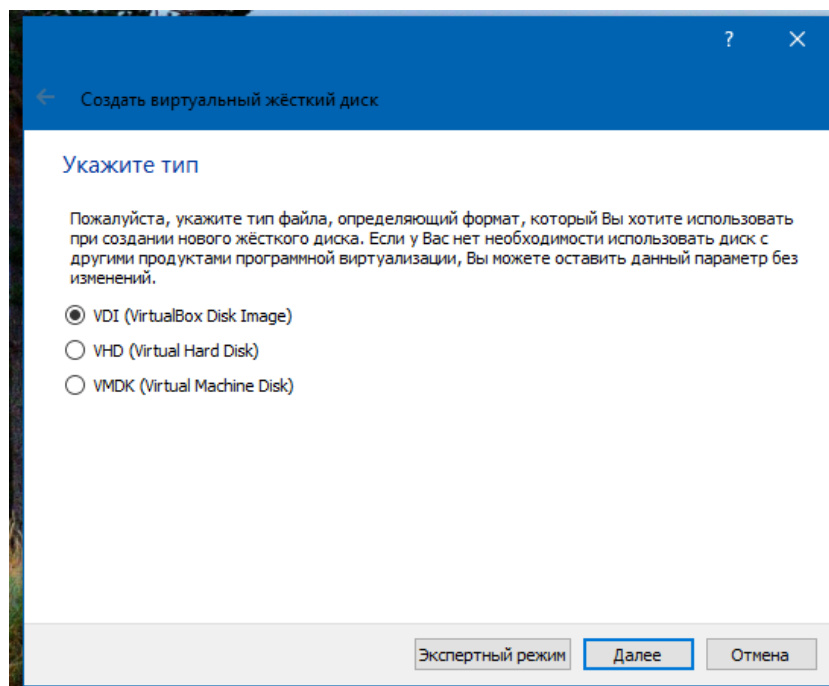 ?
Создать виртуальный жёсткий диск
Укажите тип
Пожалуйста, укажите тип файла, определяющий формат, который Вы хотите использовать
при создании нового жёсткого диска. Если у Вас нет необходимости использовать диск с
другими продуктами программной виртуализации, Вы можете оставить данный параметр без
изменений.
VDI (VirtualBox Disk Image)
VHD (Virtual Hard Disk)
VMDK (Virtual Machine Disk)
Экспертный режим Далее Отмена